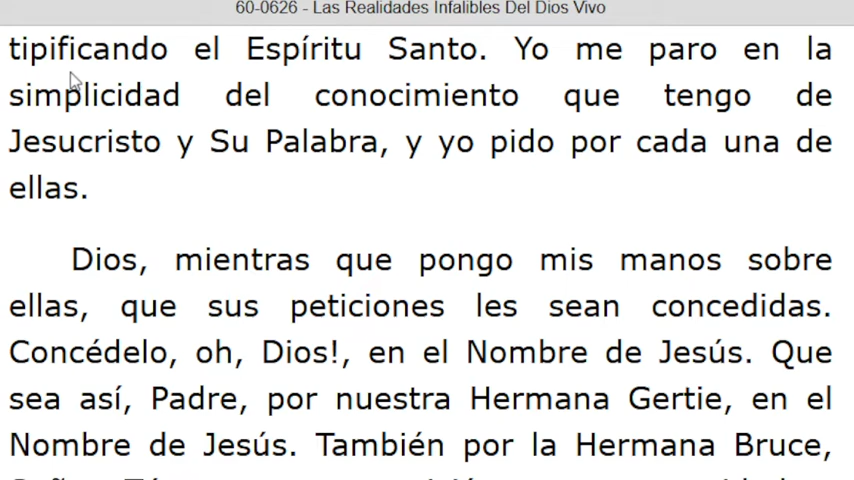 60-0626 - Las Realidades Infalibles Del Dios Vivo
tipificando el Espíritu Santo. Yo me paro en la
simplicidad del conocimiento que tengo de
Jesucristo y Su Palabra, y yo pido por cada una de
ellas.
Dios, mientras que pongo mis manos sobre
ellas, que sus peticiones les sean concedidas.
Concédelo, oh, Dios!, en el Nombre de Jesús. Que
sea así, Padre, por nuestra Hermana Gertie, en el
Nombre de Jesús. También por la Hermana Bruce,